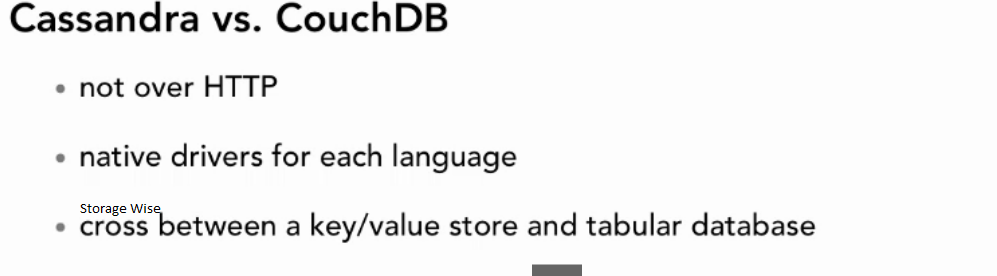 Cassandra vs. CouchDB
not over HTTP
native drivers for each language
Storage Wise
cross between a key/value store and tabular database